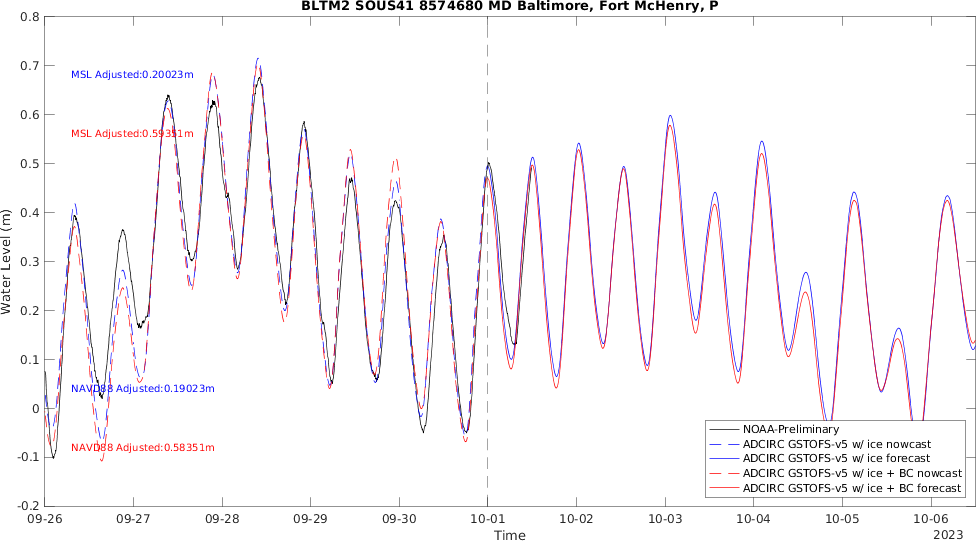 BLTM2 SOUS41 8574680 MD Baltimore, Fort McHenry, P
0.8
0.7
0.6
0.5
0.4
0.3
0.2
0.1
0
-0.1
-0.2
Water Level (m)
MSL Adjusted:0.20023m
MSL Adjusted:0.59351m
NAVD88 Adjusted:0.19023m
NAVD88 Adjusted:0.58351m
NOAA-Preliminary
ADCIRC GSTOFS-v5 w/ ice nowcast
ADCIRC GSTOFS-v5 w/ ice forecast
ADCIRC GSTOFS-v5 w/ ice + BC nowcast
ADCIRC GSTOFS-v5 w/ ice + BC forecast
09-26 09-27 09-28 09-29 09-30 10-01 10-02 10-03 10-04 10-05 10-06
Time
2023